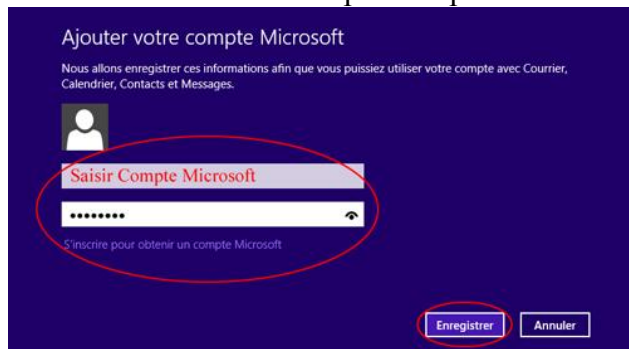 Ajouter votre compte Microsoft
Nous allons enregistrer ces informations afin que vous puissiez utiliser votre compte avec Courrier,
Calendrier, Contacts et Messages.
Saisir Compte Microsoft
••••••••
S'inscrire pour obtenir un compte Microsoft
Enregistrer Annuler